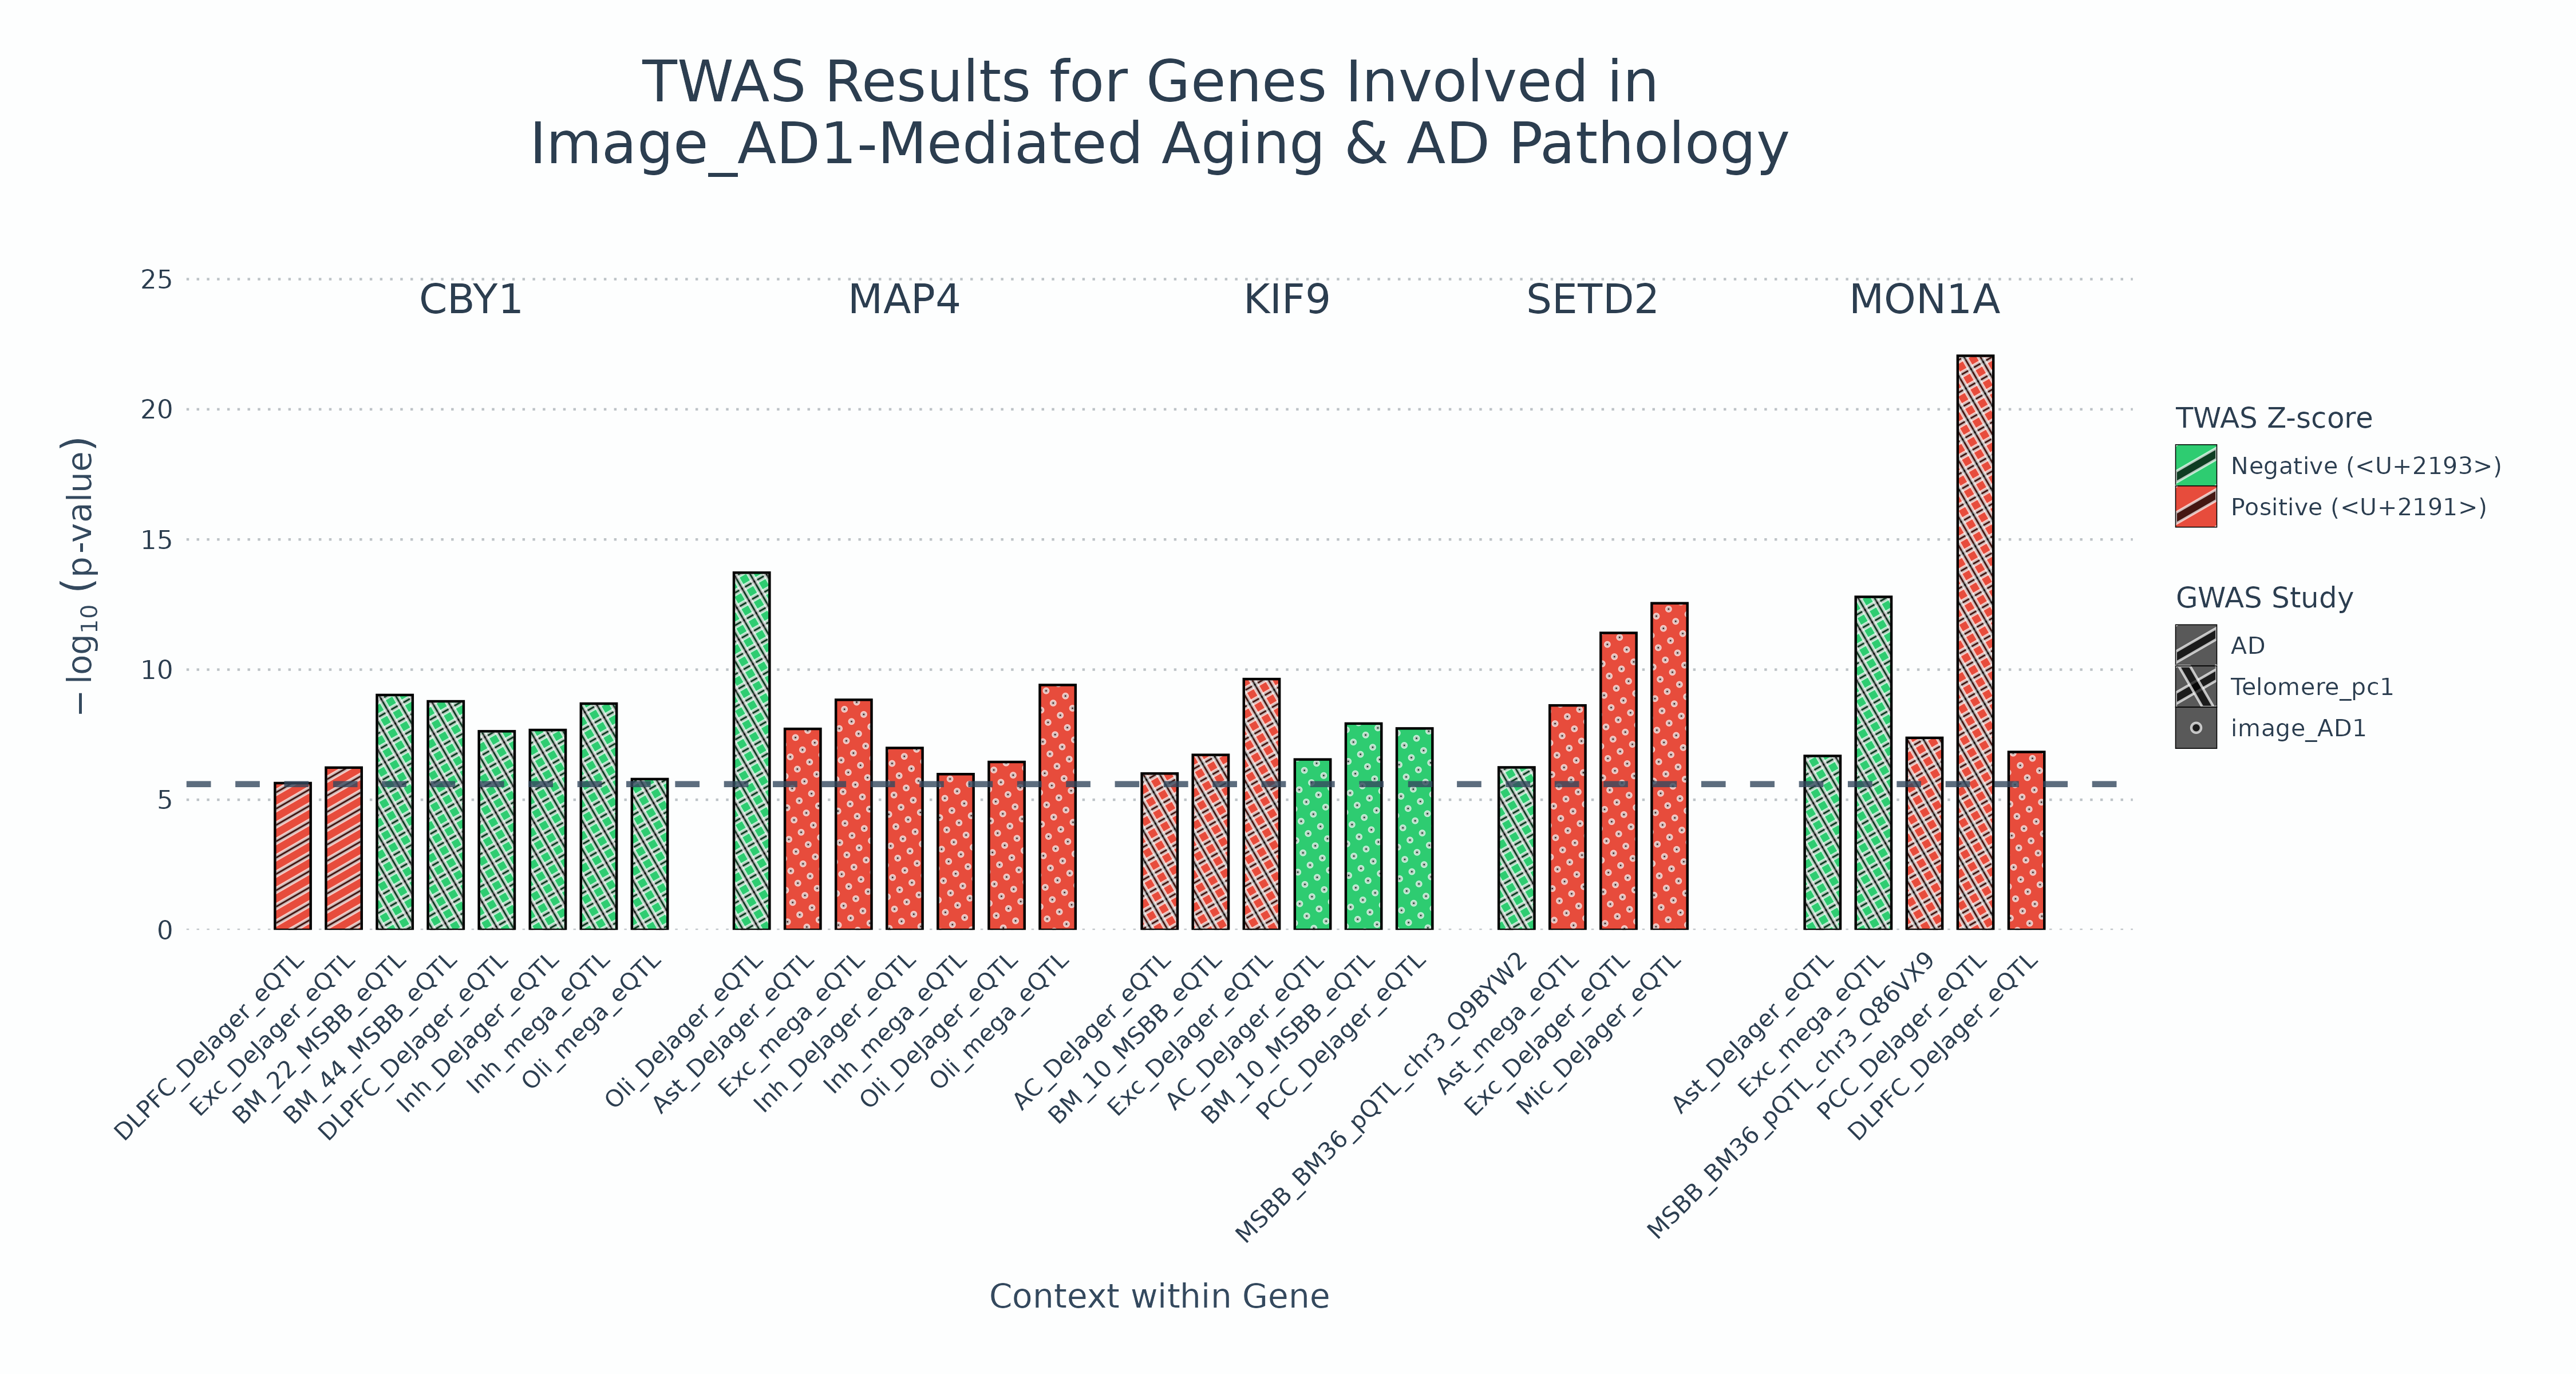 TWAS Results for Genes Involved in
Image_AD1-Mediated Aging & AD Pathology
− log₁₀ (p-value)
25
20
15
10
5
0
CBY1
MAP4
KIF9
SETD2
MON1A
DLPFC_DeJager_eQTL
Exc_DeJager_eQTL
BM_22_MSBB_eQTL
BM_44_MSBB_eQTL
DLPFC_DeJager_eQTL
Inh_DeJager_eQTL
Inh_mega_eQTL
Oli_mega_eQTL
Oli_DeJager_eQTL
Ast_DeJager_eQTL
Exc_mega_eQTL
Inh_DeJager_eQTL
Inh_mega_eQTL
Oli_DeJager_eQTL
Oli_mega_eQTL
AC_DeJager_eQTL
BM_10_MSBB_eQTL
Exc_DeJager_eQTL
AC_DeJager_eQTL
BM_10_MSBB_eQTL
PCC_DeJager_eQTL
MSBB_BM36_pQTL_chr3_Q9BYW2
Ast_mega_eQTL
Exc_DeJager_eQTL
Mic_DeJager_eQTL
Ast_DeJager_eQTL
Exc_mega_eQTL
MSBB_BM36_pQTL_chr3_Q86VX9
PCC_DeJager_eQTL
DLPFC_DeJager_eQTL
Context within Gene
TWAS Z-score
Negative (<U+2193>)
Positive (<U+2191>)
GWAS Study
AD
Telomere_pc1
image_AD1